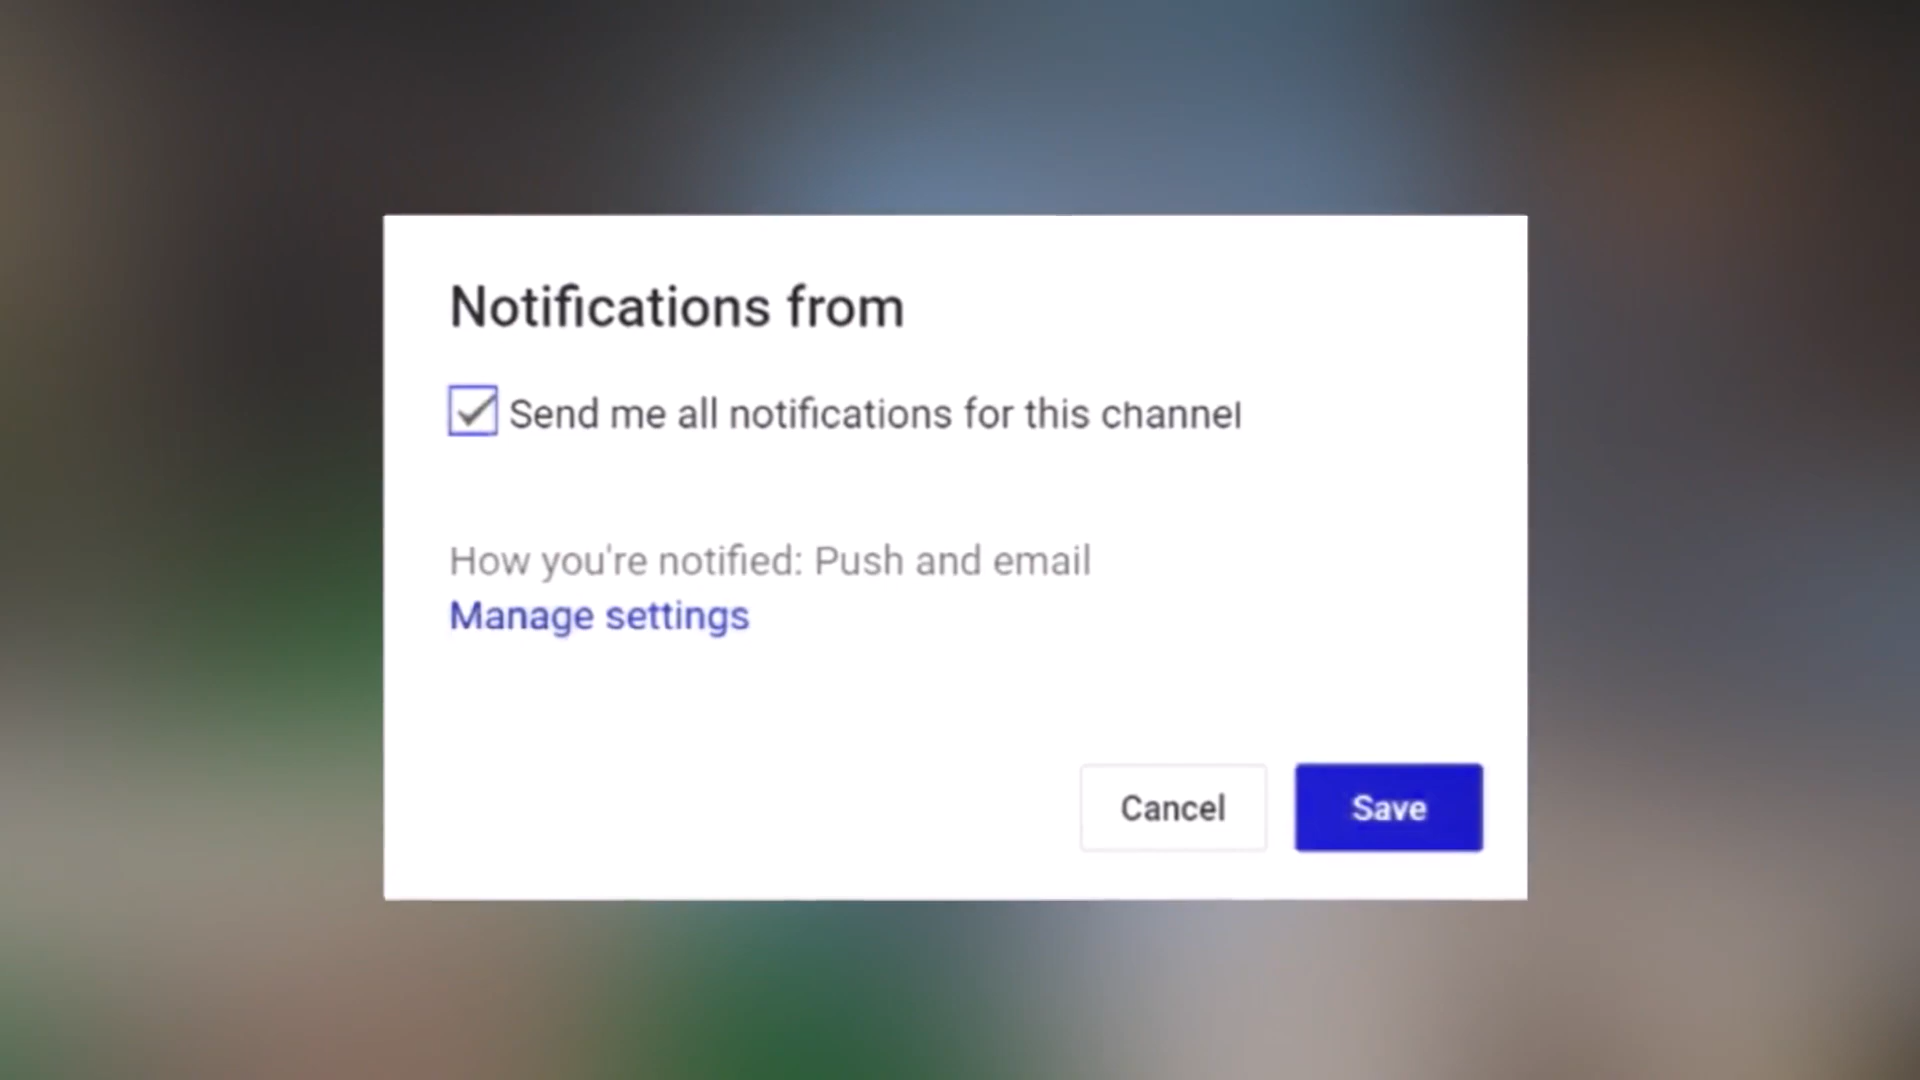 Notifications from
Send me all notifications for this channel
How you're notified: Push and email
Manage settings
Cancel
Save